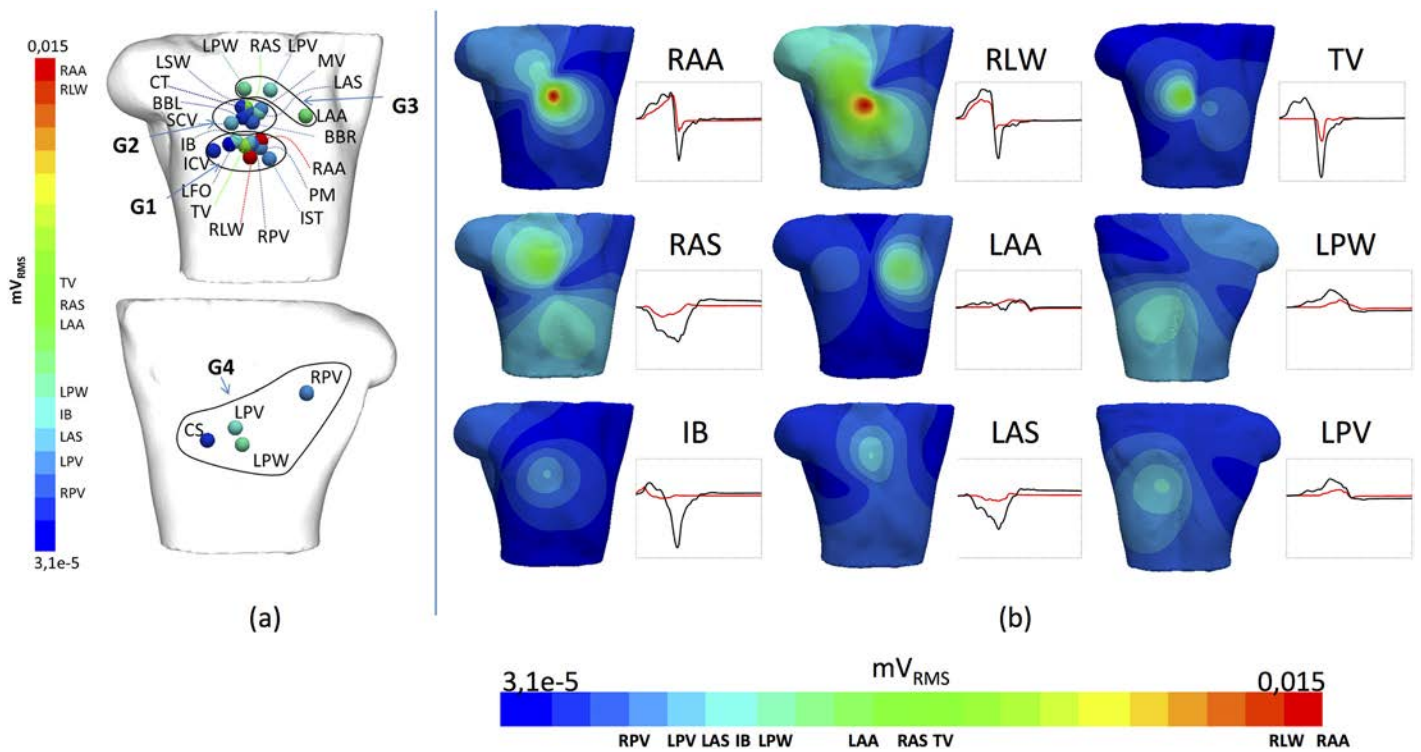 0,015
RAA
RLW
TV
RAS
LAA
LPW
IB
LAS
LPV
RPV
3,1e-5
mV_RMS
LPW RAS LPV
LSW MV
CT LAS
BBL G3
SCV LAA
G2 BBR
IB
ICV RAA
LFO PM
G1 TV IST
RLW RPV
G4 RPV
LPV
CS
LPW
(a)
RAA RLW TV
RAS LAA LPW
IB LAS LPV
(b)
mV_RMS
3,1e-5 0,015
RPV LPV LAS IB LPW LAA RAS TV RLW RAA